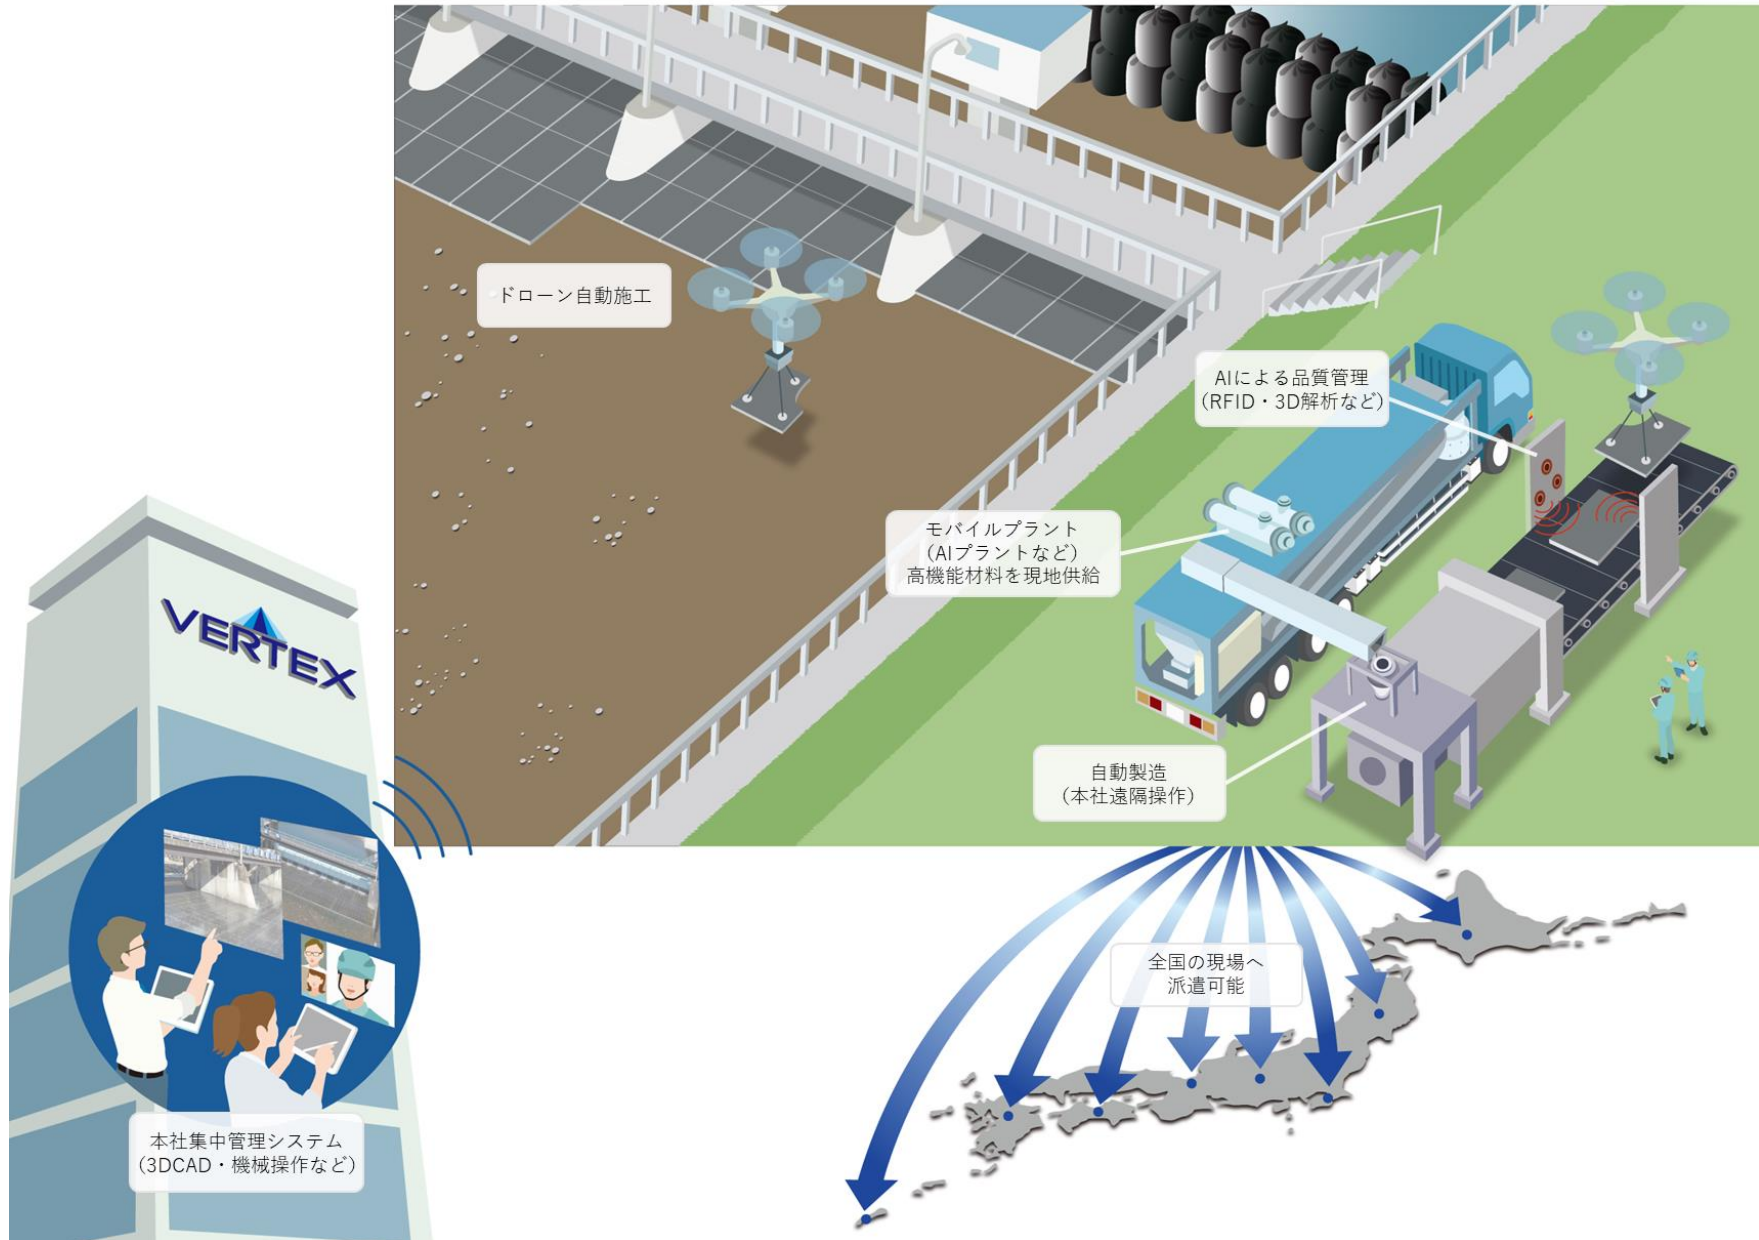 ドローン自動施工
AIによる品質管理
(RFID・3D解析など)
モバイルプラント
(AIプラントなど)
高機能材料を現地供給
VERTEX
自動製造
(本社遠隔操作)
全国の現場へ
派遣可能
本社集中管理システム
(3DCAD・機械操作など)